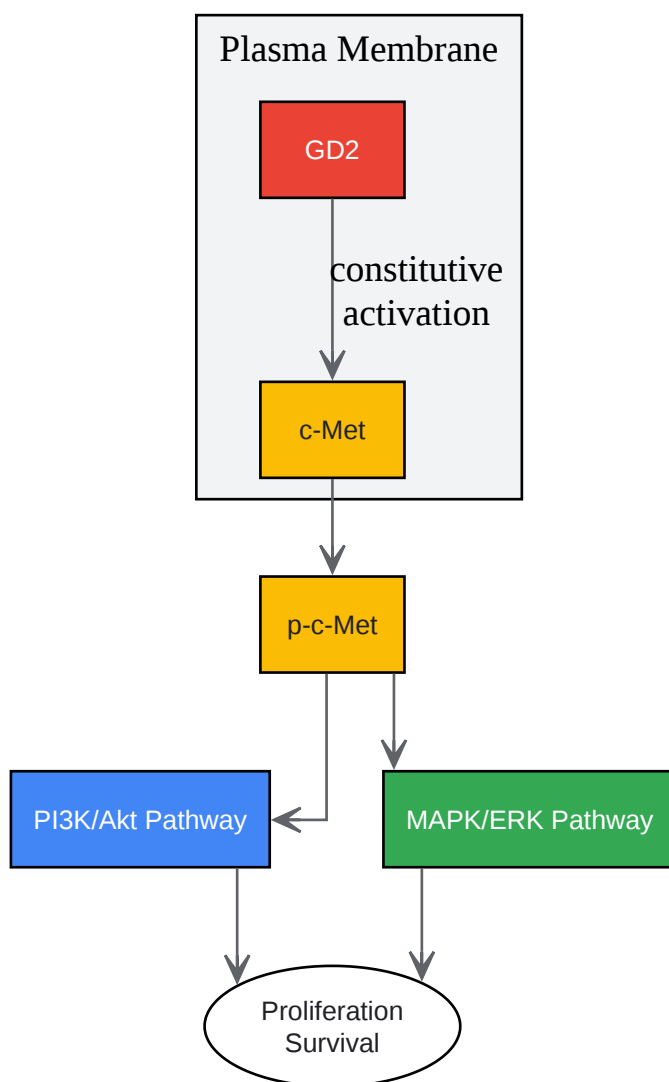 Plasma Membrane
GD2
constitutive
activation
c-Met
p-c-Met
PI3K/Akt Pathway
MAPK/ERK Pathway
Proliferation
Survival